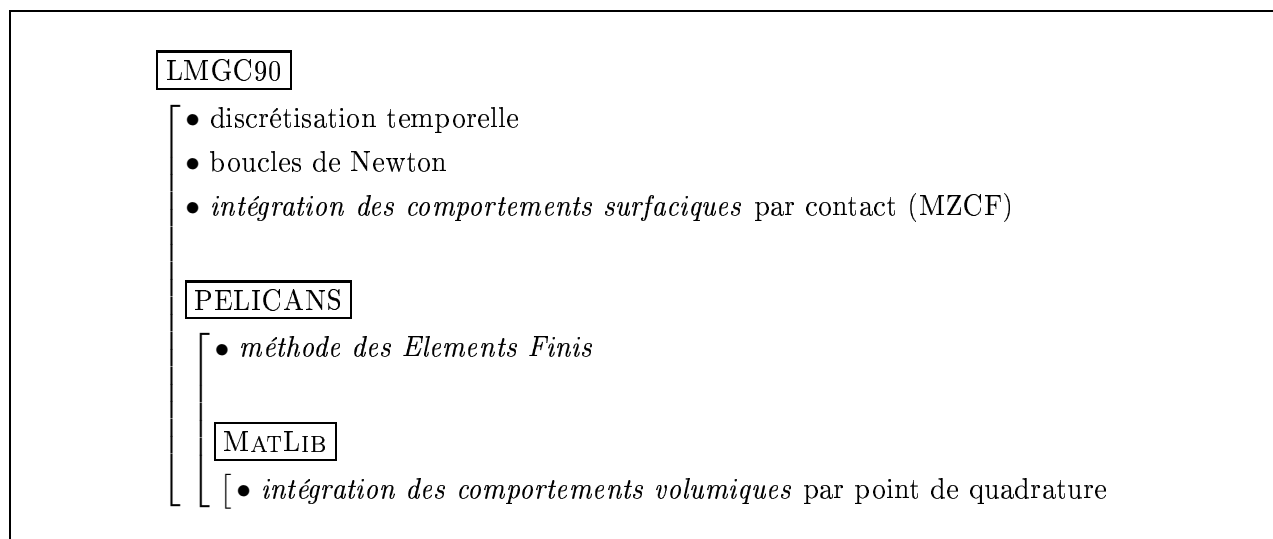 LMGC90
• discrétisation temporelle
• boucles de Newton
• intégration des comportements surfaciques par contact (MZCF)
PELICANS
• méthode des Elements Finis
MATLIB
• intégration des comportements volumiques par point de quadrature